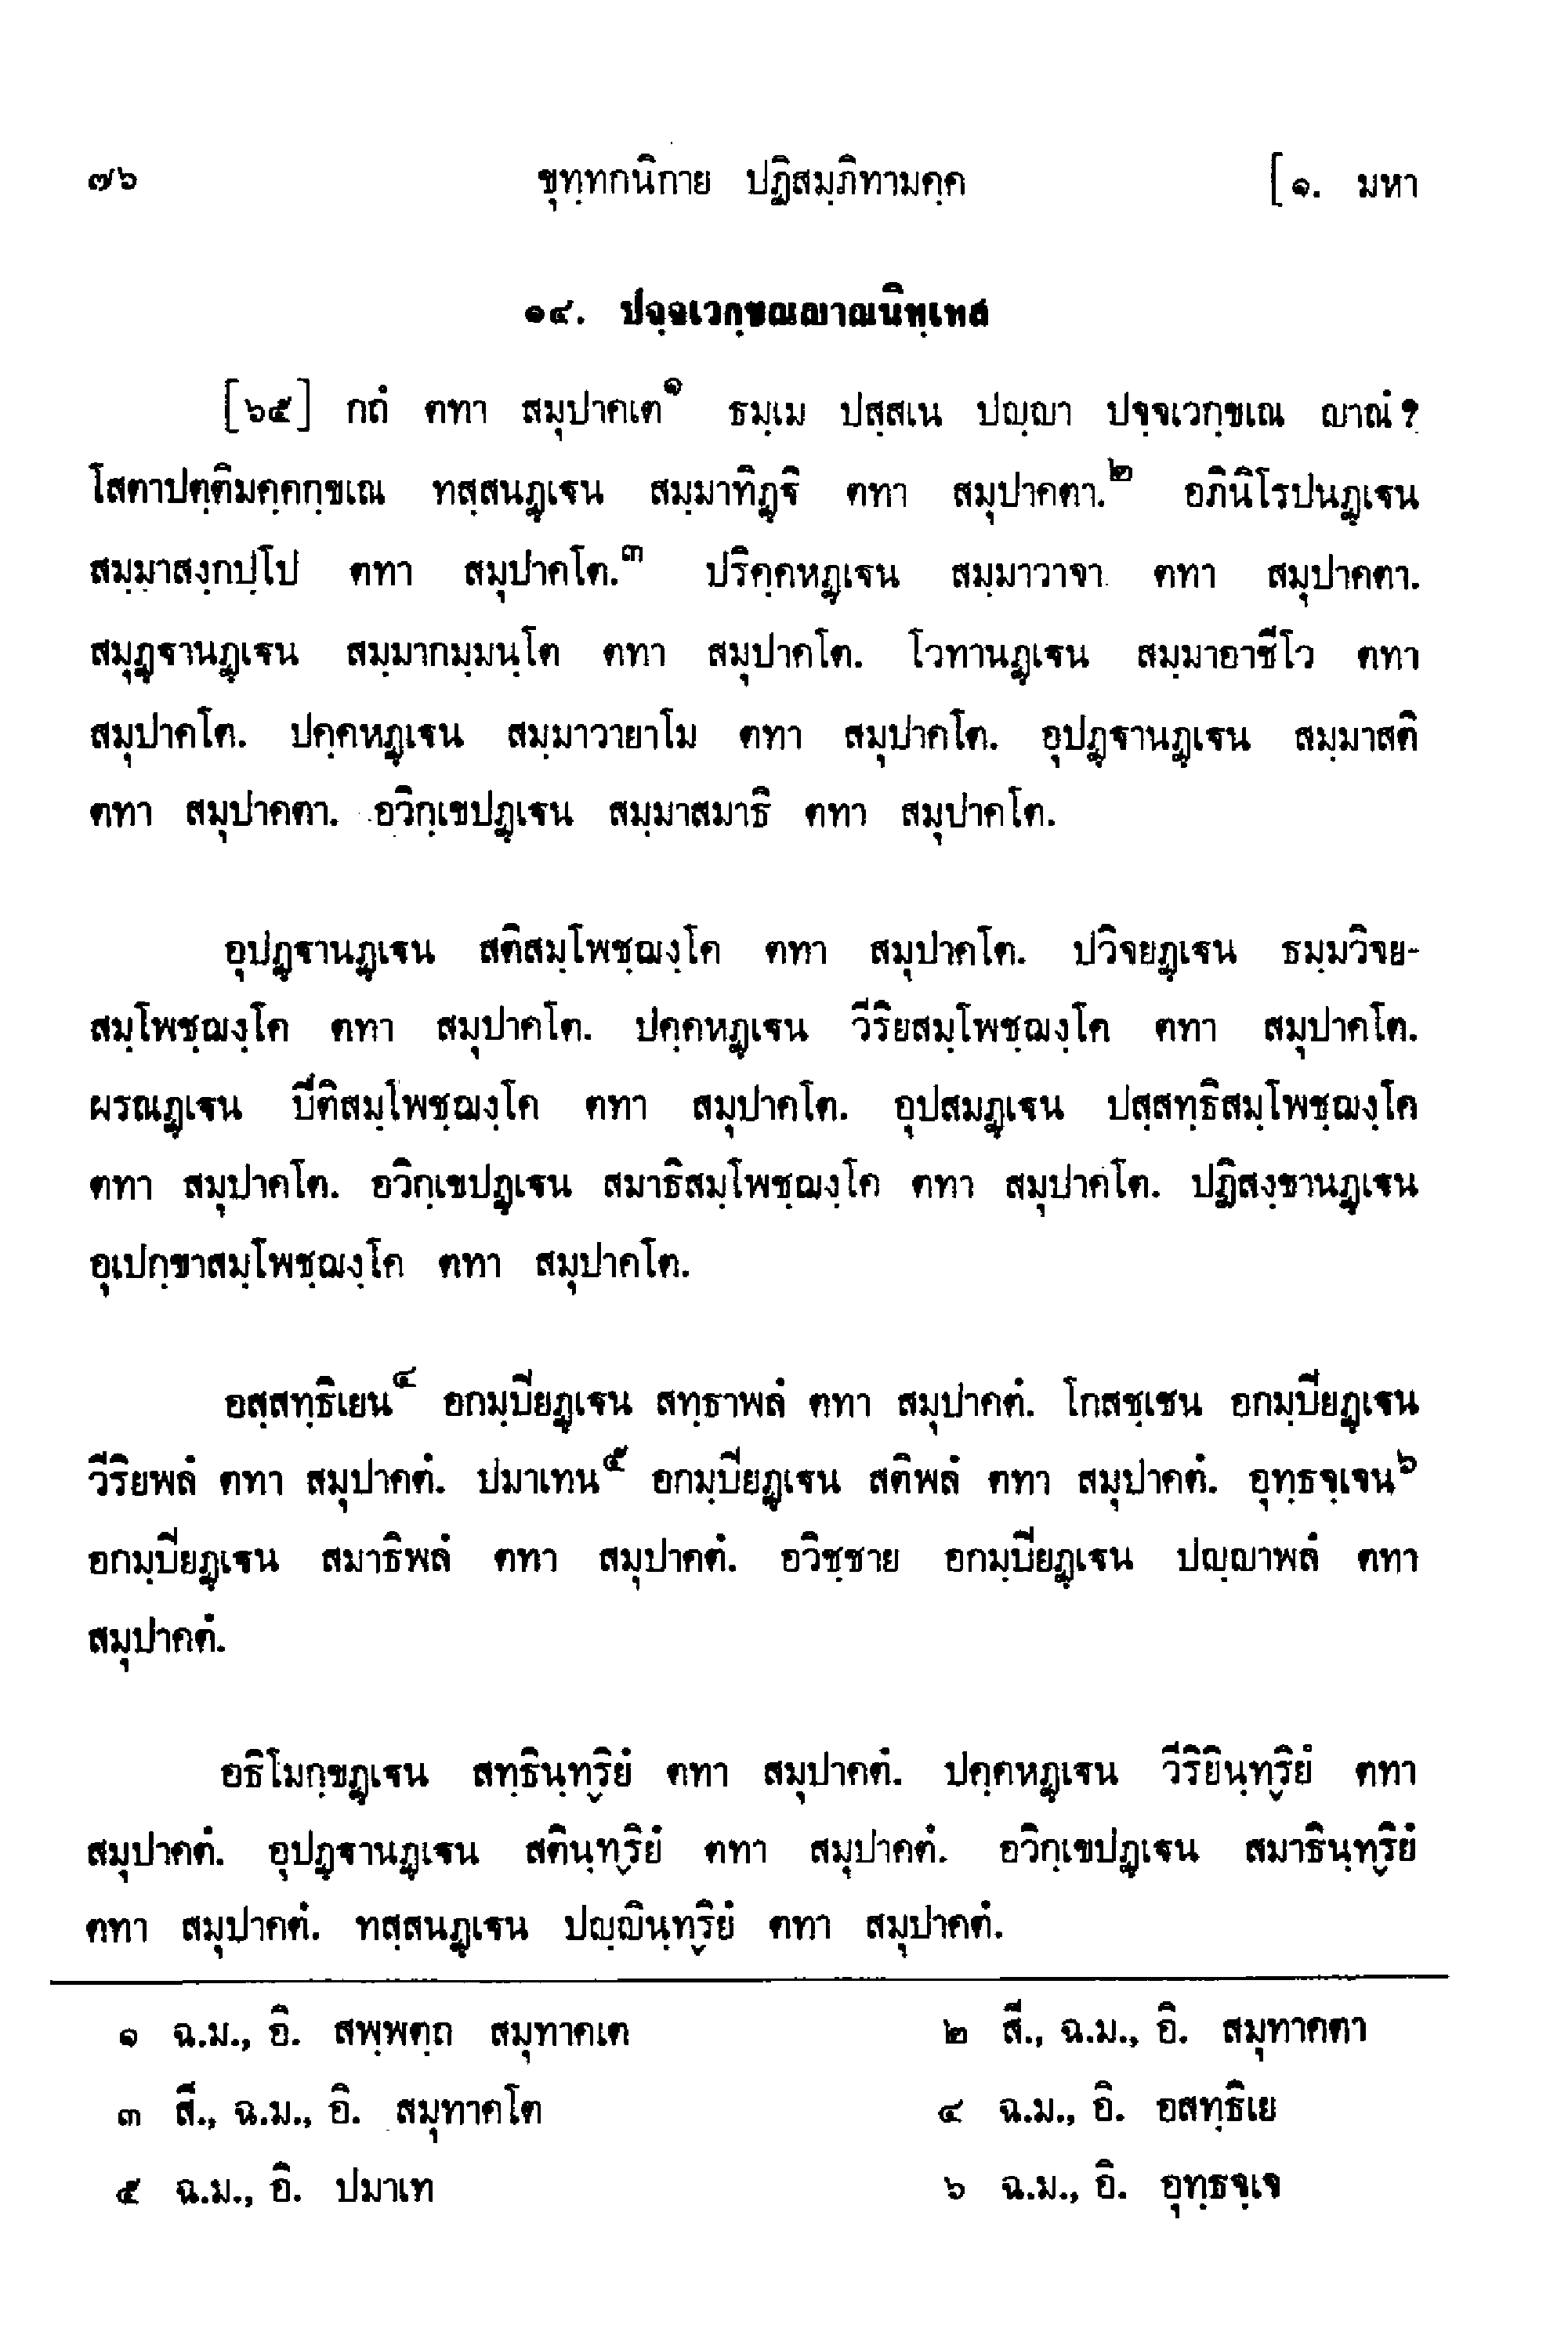 ๗๖ ขุทฺทกนิกาย ปฏิสมฺภิทามคฺค [๑. มหา
๑๔. ปจฺจเวกฺขณญาณนิทฺเทส
[๖๕] กถํ ตทา สมุปาคเต๑ ธมฺเม ปสฺสเน ปญฺญา ปจฺจเวกฺขเณ ญาณํ?
โสตาปตฺติมคฺคกฺขเณ ทสฺสนฏฺเฐน สมฺมาทิฏฺฐิ ตทา สมุปาคตา.๒ อภินิโรปนฏฺเฐน
สมฺมาสงฺกปฺโป ตทา สมุปาคโต.๓ ปริคฺคหฏฺเฐน สมฺมาวาจา ตทา สมุปาคตา.
สมุฏฺฐานฏฺเฐน สมฺมากมฺมนฺโต ตทา สมุปาคโต. โวทานฏฺเฐน สมฺมาอาชีโว ตทา
สมุปาคโต. ปคฺคหฏฺเฐน สมฺมาวายาโม ตทา สมุปาคโต. อุปฏฺฐานฏฺเฐน สมฺมาสติ
ตทา สมุปาคตา. อวิกฺเขปฏฺเฐน สมฺมาสมาธิ ตทา สมุปาคโต.
อุปฏฺฐานฏฺเฐน สติสมฺโพชฺฌงฺโค ตทา สมุปาคโต. ปวิจยฏฺเฐน ธมฺมวิจย-
สมฺโพชฺฌงฺโค ตทา สมุปาคโต. ปคฺคหฏฺเฐน วีริยสมฺโพชฺฌงฺโค ตทา สมุปาคโต.
ผรณฏฺเฐน ปีติสมฺโพชฺฌงฺโค ตทา สมุปาคโต. อุปสมฏฺเฐน ปสฺสทฺธิสมฺโพชฺฌงฺโค
ตทา สมุปาคโต. อวิกฺเขปฏฺเฐน สมาธิสมฺโพชฺฌงฺโค ตทา สมุปาคโต. ปฏิสงฺขานฏฺเฐน
อุเปกฺขาสมฺโพชฺฌงฺโค ตทา สมุปาคโต.
อสฺสทฺธิเยน๔ อกมฺปียฏฺเฐน สทฺธาพลํ ตทา สมุปาคตํ. โกสชฺเชน อกมฺปียฏฺเฐน
วีริยพลํ ตทา สมุปาคตํ. ปมาเทน๕ อกมฺปียฏฺเฐน สติพลํ ตทา สมุปาคตํ. อุทฺธจฺเจน๖
อกมฺปียฏฺเฐน สมาธิพลํ ตทา สมุปาคตํ. อวิชฺชาย อกมฺปียฏฺเฐน ปญฺญาพลํ ตทา
สมุปาคตํ.
อธิโมกฺขฏฺเฐน สทฺธินฺทฺริยํ ตทา สมุปาคตํ. ปคฺคหฏฺเฐน วีริยินฺทฺริยํ ตทา
สมุปาคตํ. อุปฏฺฐานฏฺเฐน สตินฺทฺริยํ ตทา สมุปาคตํ. อวิกฺเขปฏฺเฐน สมาธินฺทฺริยํ
ตทา สมุปาคตํ. ทสฺสนฏฺเฐน ปญฺญินฺทฺริยํ ตทา สมุปาคตํ.
๑ ฉ.ม., อิ. สพฺพตฺถ สมุทาคเต ๒ สี., ฉ.ม., อิ. สมุทาคตา
๓ สี., ฉ.ม., อิ. สมุทาคโต ๔ ฉ.ม., อิ. อสทฺธิเย
๕ ฉ.ม., อิ. ปมาเท ๖ ฉ.ม., อิ. อุทฺธจฺเจ